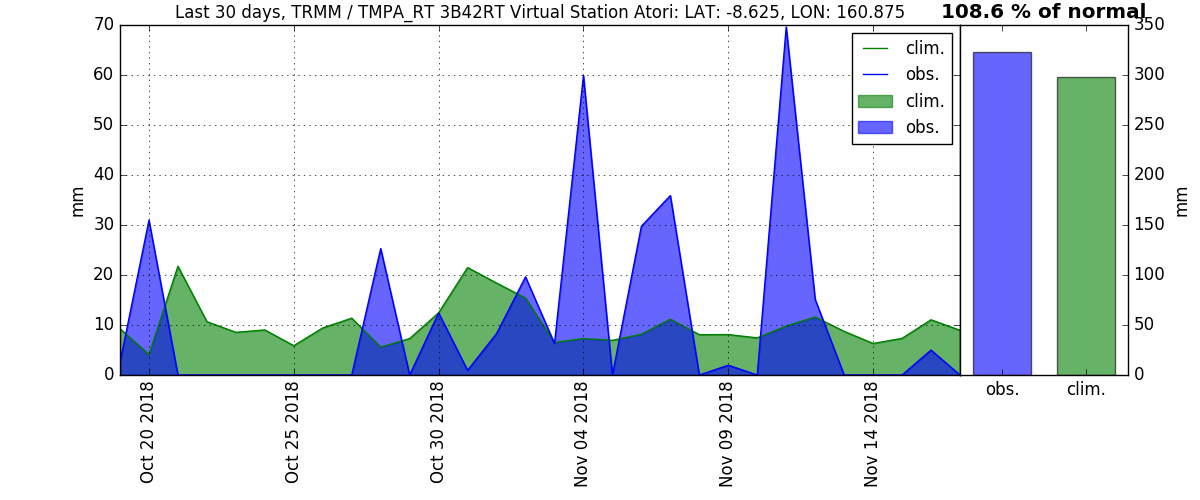 Last 30 days, TRMM / TMPA_RT 3B42RT Virtual Station Atori: LAT: -8.625, LON: 160.875
108.6 % of normal
70
60
50
40
30
20
10
0
mm
clim.
obs.
clim.
obs.
350
300
250
200
150
100
50
0
mm
Oct 20 2018
Oct 25 2018
Oct 30 2018
Nov 04 2018
Nov 09 2018
Nov 14 2018
obs.
clim.